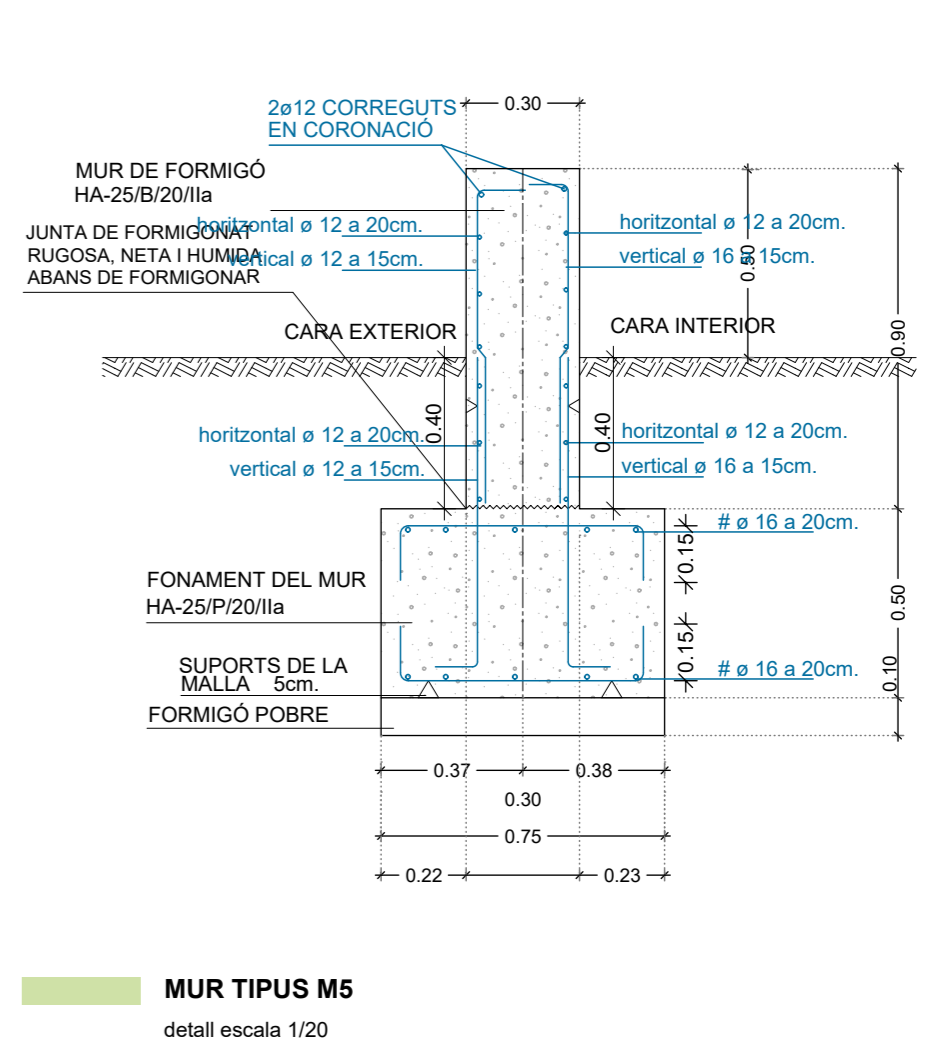 2ø12 CORREGUTS
EN CORONACIÓ
0.30
MUR DE FORMIGÓ
HA-25/B/20/IIa
JUNTA DE FORMIGONAT
RUGOSA, NETA I HUMIDA
ABANS DE FORMIGONAR
horitzontal ø 12 a 20cm.
vertical ø 12 a 15cm.
horitzontal ø 12 a 20cm.
vertical ø 16 a 15cm.
0.50
0.90
CARA EXTERIOR
CARA INTERIOR
0.40
0.40
horitzontal ø 12 a 20cm.
vertical ø 12 a 15cm.
horitzontal ø 12 a 20cm.
vertical ø 16 a 15cm.
# ø 16 a 20cm.
0.15
FONAMENT DEL MUR
HA-25/P/20/IIa
0.50
0.15
SUPORTS DE LA
MALLA 5cm.
# ø 16 a 20cm.
0.10
FORMIGÓ POBRE
0.37
0.38
0.30
0.75
0.22
0.23
MUR TIPUS M5
detall escala 1/20